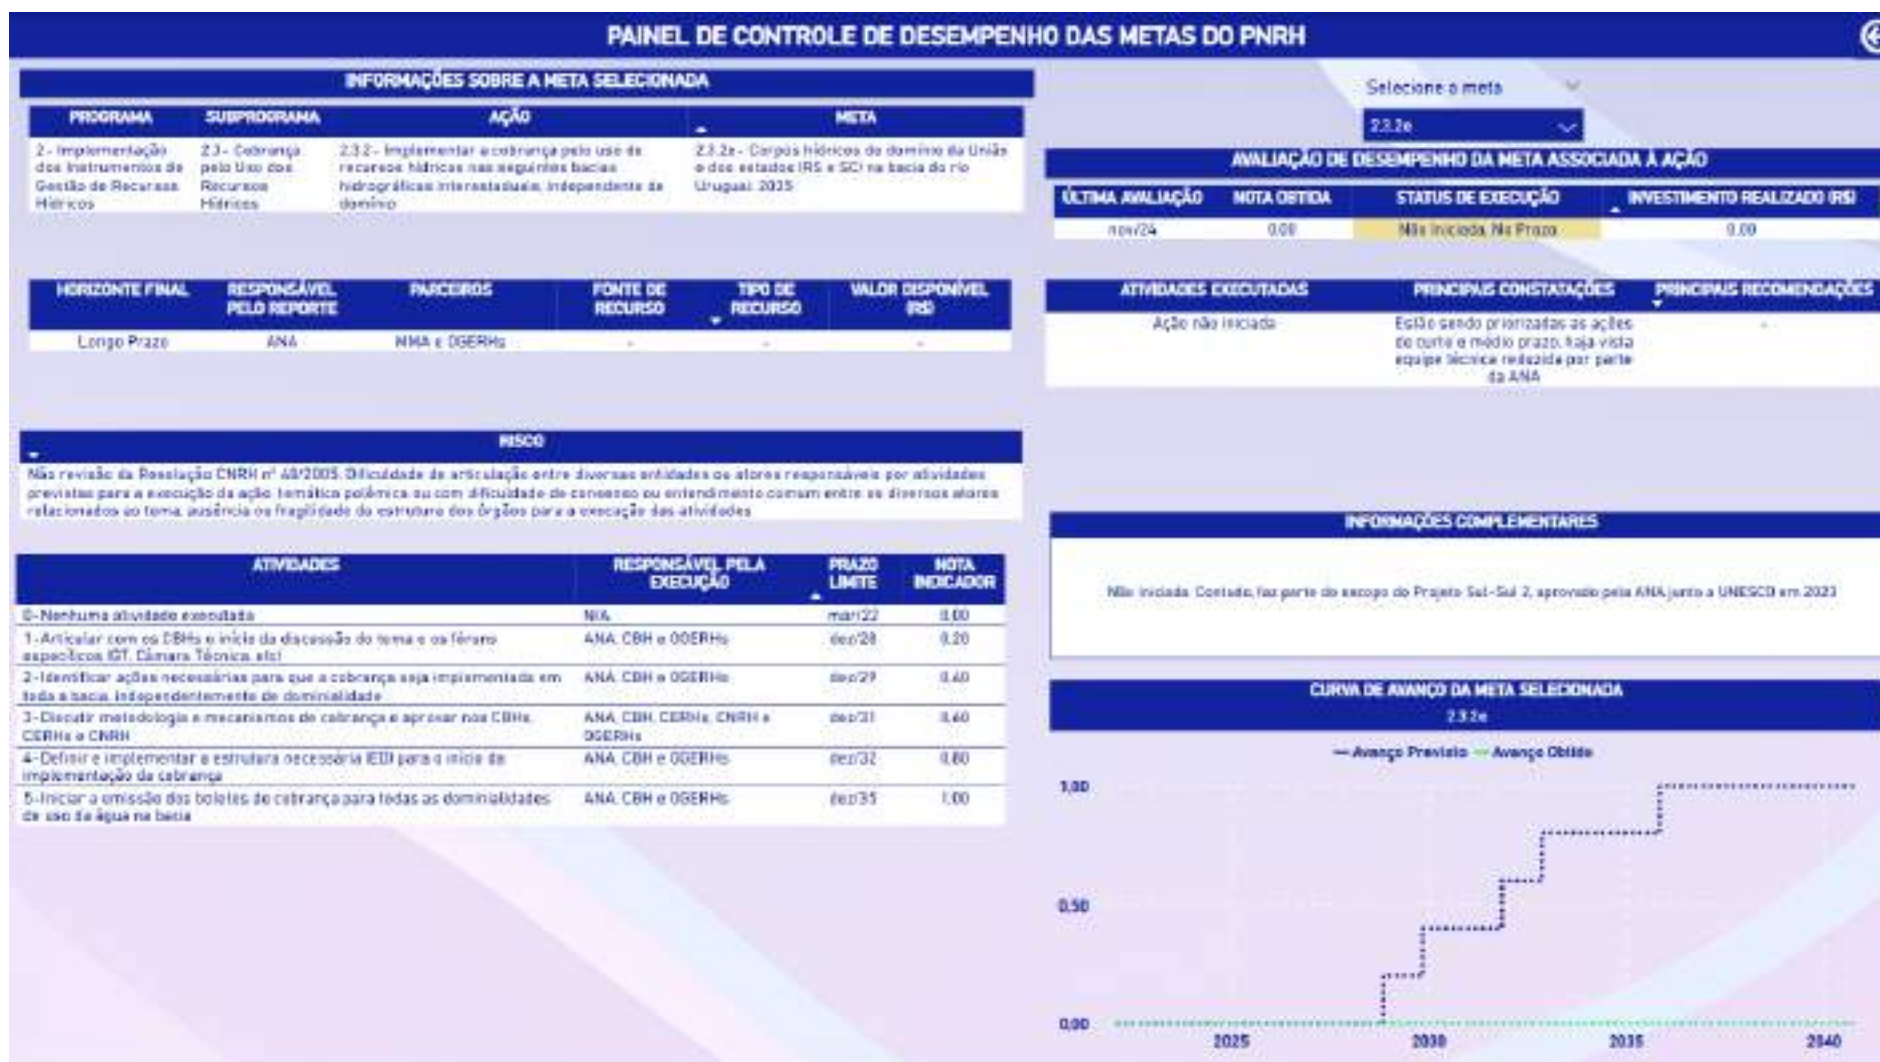 PAINEL DE CONTROLE DE DESEMPENHO DAS METAS DO PNRH
INFORMAÇÕES SOBRE A META SELECIONADA
PROGRAMA SUBPROGRAMA AÇÃO META
2- Implementação 2.3- Cobrança 2.3.2- Implementar a cobrança pelo uso de 2.3.2e- Corpos hídricos de domínio da União
dos Instrumentos de pelo Uso dos recursos hídricos nas seguintes bacias e dos estados (RS e SC) na bacia do rio
Gestão de Recursos Recursos hidrográficas interestaduais, independente de Uruguai.
Hídricos Hídricos domínio
HORIZONTE FINAL RESPONSÁVEL PARCEIROS FONTE DE TIPO DE VALOR DISPONÍVEL
PELO REPORTE RECURSO RECURSO (R$)
Longo Prazo ANA MMA e OGERHs - - -
RISCO
Não revisão da Resolução CNRH nº 48/2005. Dificuldade de articulação entre diversas entidades ou atores responsáveis por atividades
previstas para a execução da ação, temática polêmica ou com dificuldade de consenso ou entendimento comum entre os diversos atores
relacionados ao tema, ausência ou fragilidade da estrutura dos órgãos para a execução das atividades
ATIVIDADES RESPONSÁVEL PELA PRAZO NOTA
EXECUÇÃO LIMITE INDICADOR
0-Nenhuma atividade executada N/A mar/22 0,00
1-Articular com os CBHs o início da discussão do tema e os fóruns ANA, CBH e OGERHs dez/28 0,20
específicos (GT, Câmara Técnica, etc)
2-Identificar ações necessárias para que a cobrança seja implementada em ANA, CBH e OGERHs dez/29 0,40
toda a bacia, independentemente de dominialidade
3-Discutir metodologia e mecanismos de cobrança e aprovar nos CBHs, ANA, CBH, CERHs, CNRH e dez/31 0,60
CERHs e CNRH OGERHs
4-Definir e implementar a estrutura necessária (ED) para o início da ANA, CBH e OGERHs dez/32 0,80
implementação da cobrança
5-Iniciar a emissão dos boletos de cobrança para todas as dominialidades ANA, CBH e OGERHs dez/35 1,00
de uso da água na bacia
Selecione a meta
2.3.2e
AVALIAÇÃO DE DESEMPENHO DA META ASSOCIADA À AÇÃO
ÚLTIMA AVALIAÇÃO NOTA OBTIDA STATUS DE EXECUÇÃO INVESTIMENTO REALIZADO (R$)
nov/24 0,00 Não Iniciada, No Prazo 0,00
ATIVIDADES EXECUTADAS PRINCIPAIS CONSTATAÇÕES PRINCIPAIS RECOMENDAÇÕES
Ação não iniciada Estão sendo priorizadas as ações -
de curto e médio prazo, haja vista
equipe técnica reduzida por parte
da ANA
INFORMAÇÕES COMPLEMENTARES
Não iniciada. Contudo, faz parte do escopo do Projeto Sul-Sul 2, aprovado pela ANA junto a UNESCO em 2023
CURVA DE AVANÇO DA META SELECIONADA
2.3.2e
Avanço Previsto Avanço Obtido
1,00
0,50
0,00
2025 2030 2035 2040